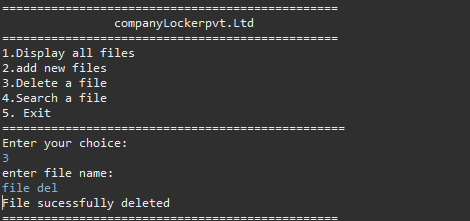 ================================================
companyLockerpvt.Ltd
================================================
1.Display all files
2.add new files
3.Delete a file
4.Search a file
5. Exit
=================================================
Enter your choice:
3
enter file name:
file del
File sucessfully deleted
================================================